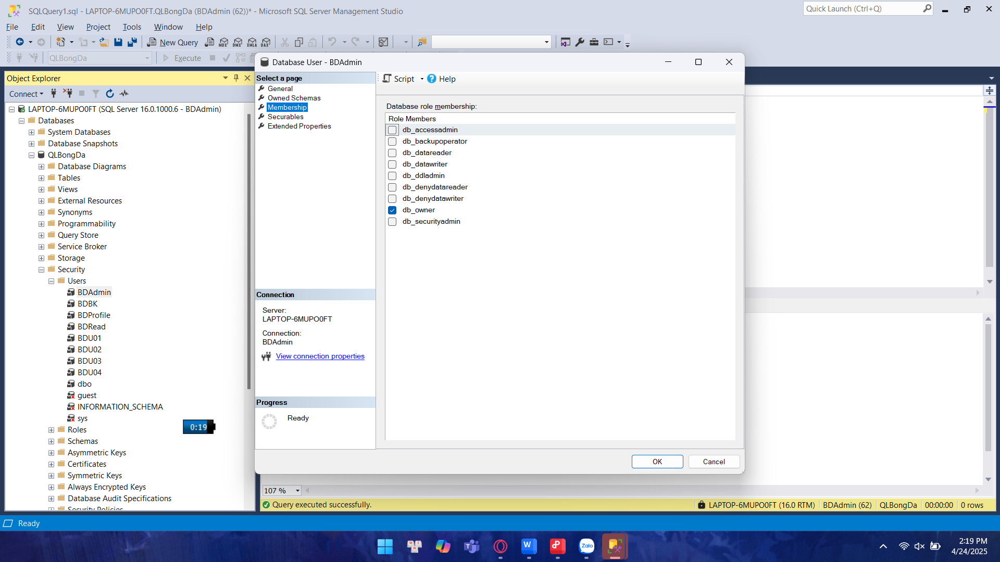 SQLQuery1.sql - LAPTOP-6MUPO0FT.QLBongDa (BDAdmin (62))* - Microsoft SQL Server Management Studio
Quick Launch (Ctrl+Q)
File Edit View Project Tools Window Help
New Query MDX DMX XMLA DAX
QLBongDa Execute
Object Explorer
Connect
LAPTOP-6MUPO0FT (SQL Server 16.0.1000.6 - BDAdmin)
Databases
System Databases
Database Snapshots
QLBongDa
Database Diagrams
Tables
Views
External Resources
Synonyms
Programmability
Query Store
Service Broker
Storage
Security
Users
BDAdmin
BDBK
BDProfile
BDRead
BDU01
BDU02
BDU03
BDU04
dbo
guest
INFORMATION_SCHEMA
sys
0:19
Roles
Schemas
Asymmetric Keys
Certificates
Symmetric Keys
Always Encrypted Keys
Database Audit Specifications
Security Policies
Database User - BDAdmin
Select a page
General
Owned Schemas
Membership
Securables
Extended Properties
Connection
Server:
LAPTOP-6MUPO0FT
Connection:
BDAdmin
View connection properties
Progress
Ready
Script Help
Database role membership:
Role Members
db_accessadmin
db_backupoperator
db_datareader
db_datawriter
db_ddladmin
db_denydatareader
db_denydatawriter
db_owner
db_securityadmin
OK Cancel
107 %
Query executed successfully. LAPTOP-6MUPO0FT (16.0 RTM) BDAdmin (62) QLBongDa 00:00:00 0 rows
Ready
Zalo
2:19 PM
4/24/2025